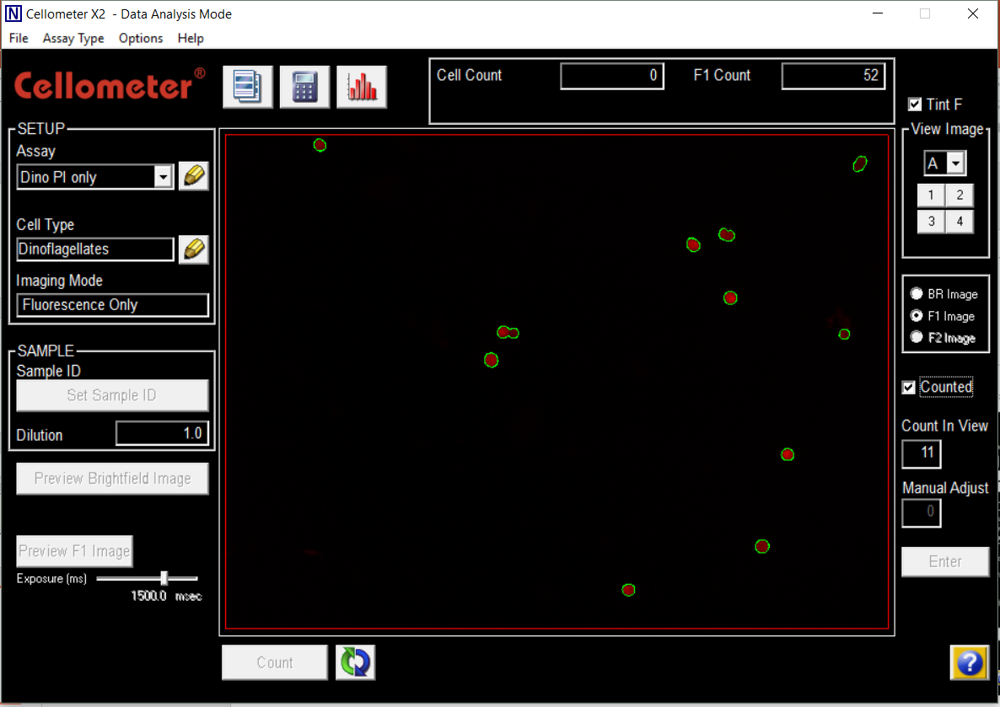 Cellometer X2 - Data Analysis Mode
File Assay Type Options Help
Cellometer®
Cell Count 0 F1 Count 52
Tint F
SETUP
Assay
Dino PI only
Cell Type
Dinoflagellates
Imaging Mode
Fluorescence Only
SAMPLE
Sample ID
Set Sample ID
Dilution 1.0
Preview Brightfield Image
Preview F1 Image
Exposure (ms)
1500.0 msec
Count
View Image
A
1 2
3 4
BR Image
F1 Image
F2 Image
Counted
Count In View
11
Manual Adjust
0
Enter
?